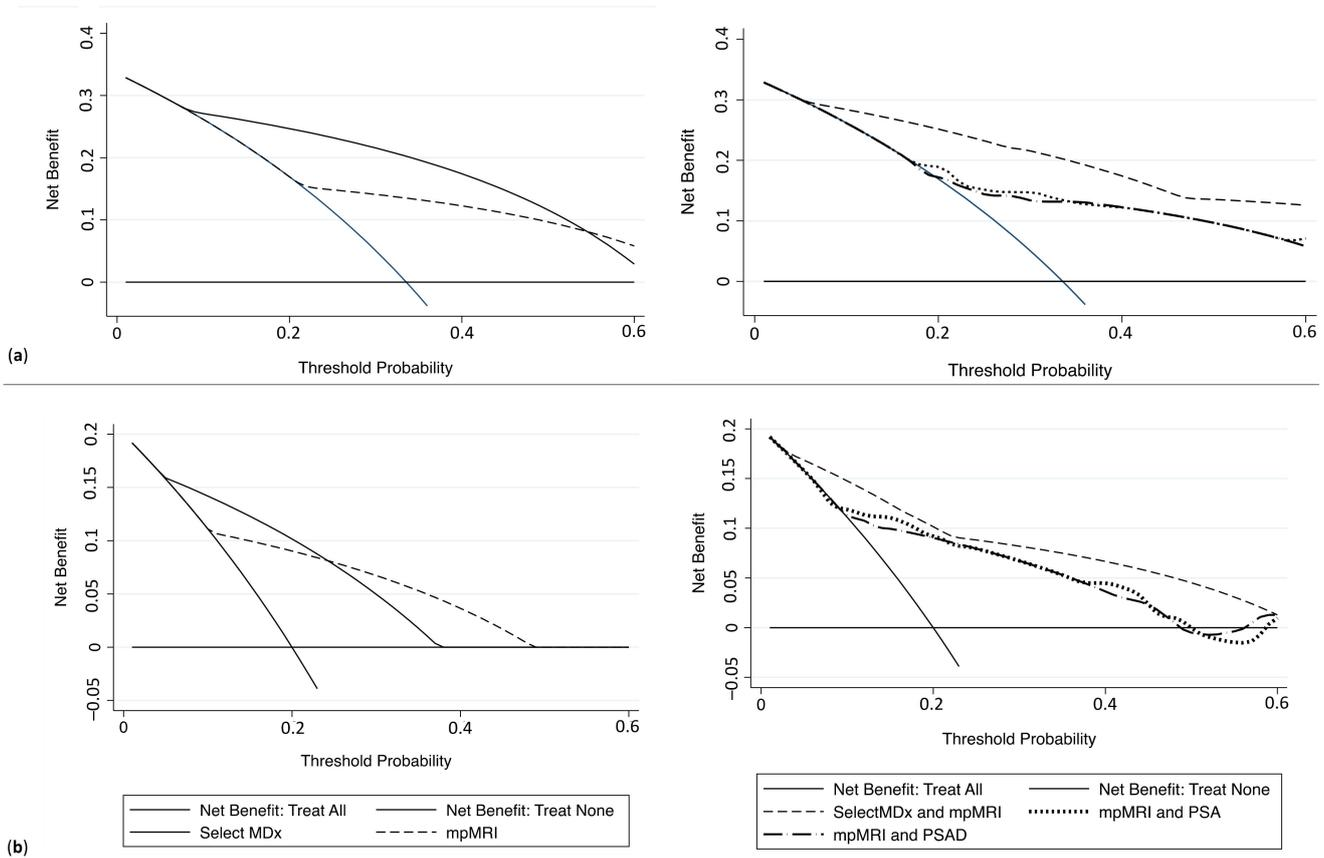 0.4
0.3
0.2
0.1
0
Net Benefit
0
0.2
0.4
0.6
Threshold Probability
0.4
0.3
0.2
0.1
0
Net Benefit
0
0.2
0.4
0.6
Threshold Probability
(a)
0.2
0.15
0.1
0.05
0
−0.05
Net Benefit
0
0.2
0.4
0.6
Threshold Probability
Net Benefit: Treat All
Net Benefit: Treat None
Select MDx
mpMRI
0.2
0.15
0.1
0.05
0
−0.05
Net Benefit
0
0.2
0.4
0.6
Threshold Probability
Net Benefit: Treat All
Net Benefit: Treat None
SelectMDx and mpMRI
mpMRI and PSA
mpMRI and PSAD
(b)